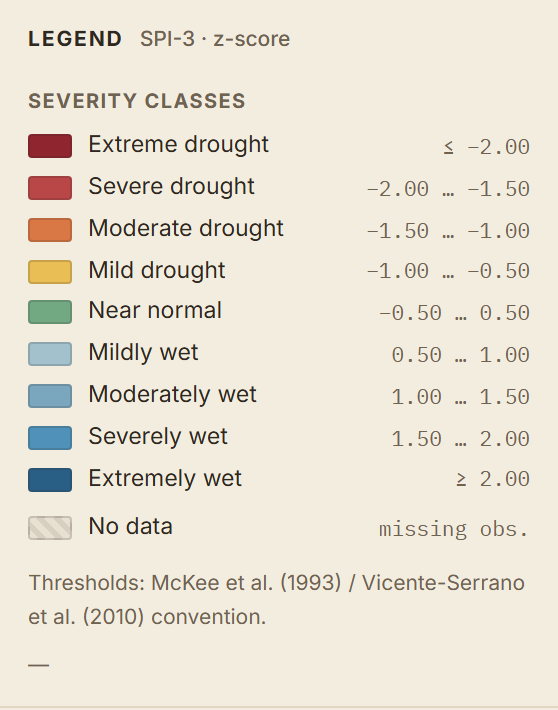 LEGEND SPI-3 · z-score
SEVERITY CLASSES
Extreme drought ≤ −2.00
Severe drought −2.00 … −1.50
Moderate drought −1.50 … −1.00
Mild drought −1.00 … −0.50
Near normal −0.50 … 0.50
Mildly wet 0.50 … 1.00
Moderately wet 1.00 … 1.50
Severely wet 1.50 … 2.00
Extremely wet ≥ 2.00
No data missing obs.
Thresholds: McKee et al. (1993) / Vicente-Serrano
et al. (2010) convention.
—